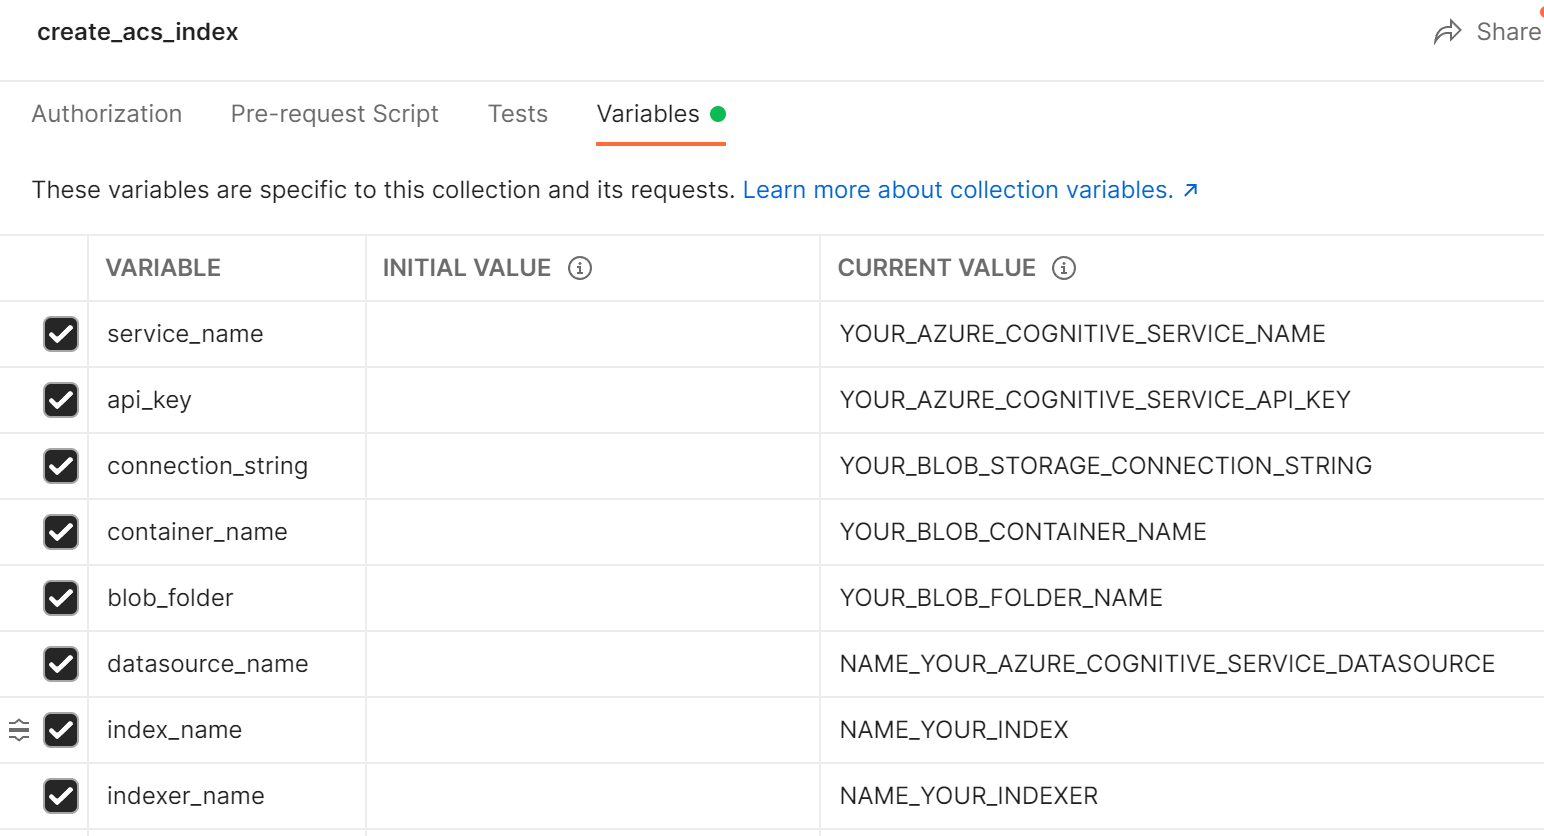 create_acs_index
Share
Authorization Pre-request Script Tests Variables
These variables are specific to this collection and its requests. Learn more about collection variables. ↗
VARIABLE INITIAL VALUE CURRENT VALUE
service_name YOUR_AZURE_COGNITIVE_SERVICE_NAME
api_key YOUR_AZURE_COGNITIVE_SERVICE_API_KEY
connection_string YOUR_BLOB_STORAGE_CONNECTION_STRING
container_name YOUR_BLOB_CONTAINER_NAME
blob_folder YOUR_BLOB_FOLDER_NAME
datasource_name NAME_YOUR_AZURE_COGNITIVE_SERVICE_DATASOURCE
index_name NAME_YOUR_INDEX
indexer_name NAME_YOUR_INDEXER